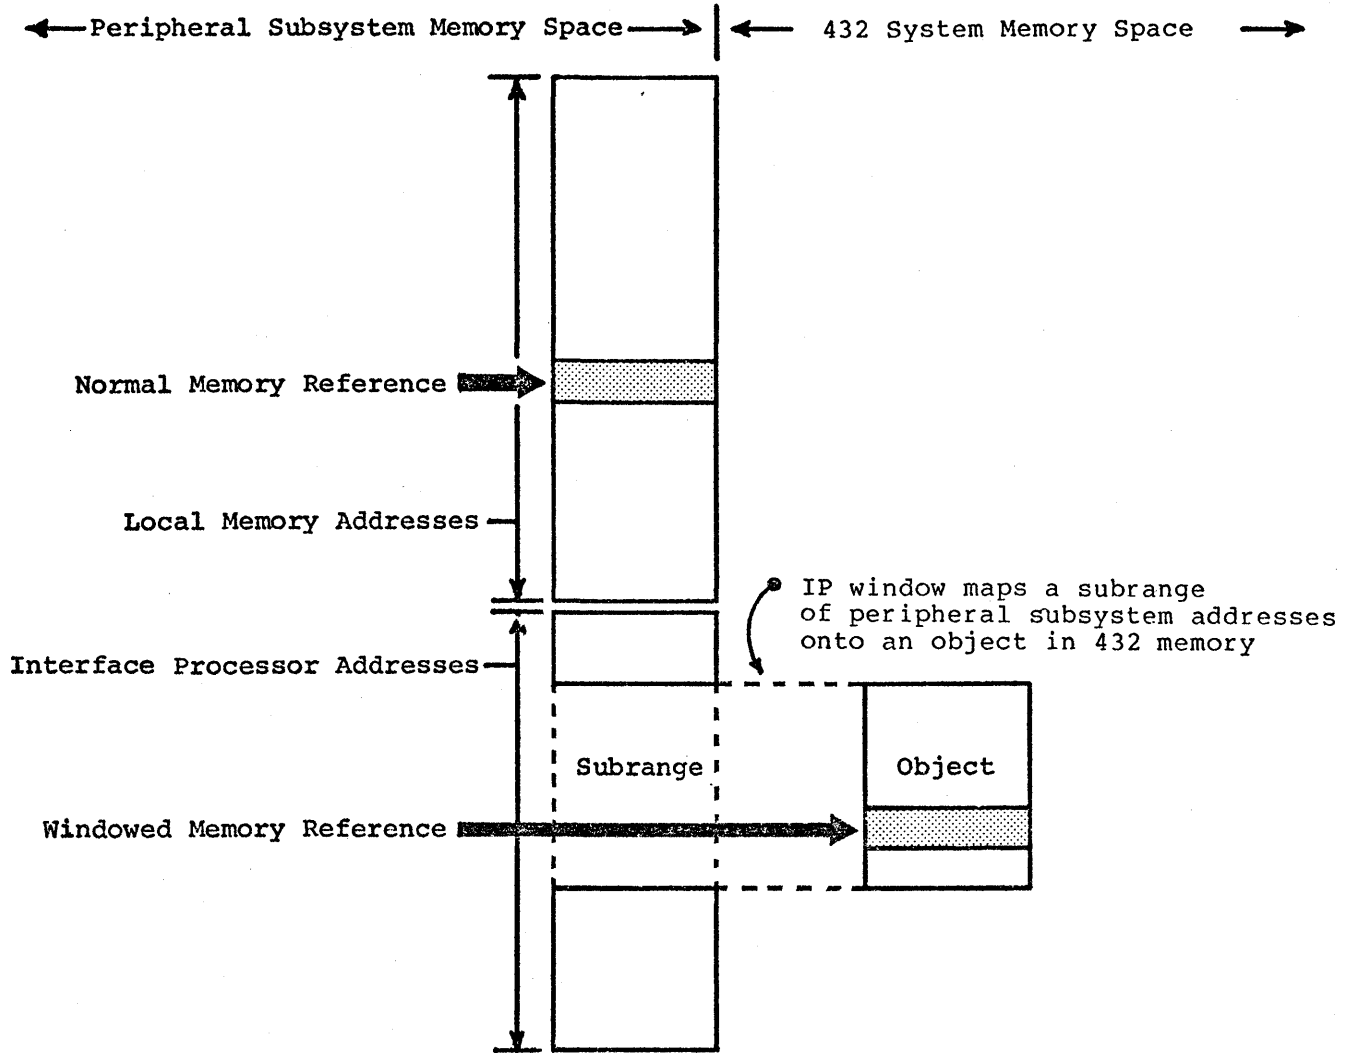 Peripheral Subsystem Memory Space
432 System Memory Space
Normal Memory Reference
Local Memory Addresses
IP window maps a subrange
of peripheral subsystem addresses
onto an object in 432 memory
Interface Processor Addresses
Subrange
Object
Windowed Memory Reference